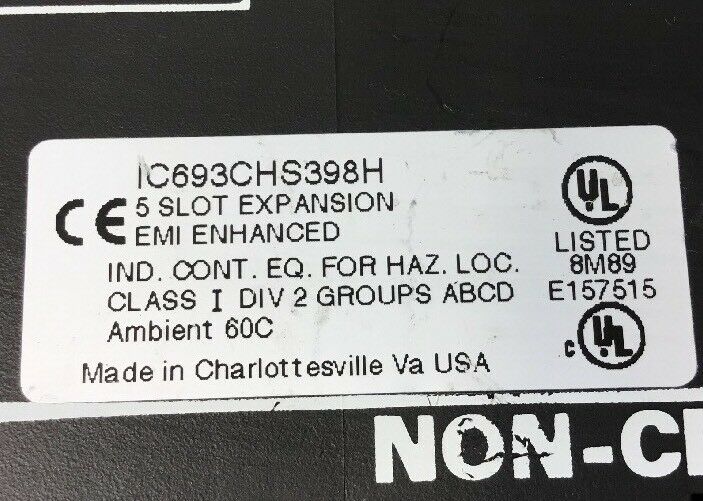 IC693CHS398H
CE 5 SLOT EXPANSION
EMI ENHANCED
IND. CONT. EQ. FOR HAZ. LOC.
CLASS I DIV 2 GROUPS ABCD
Ambient 60C
Made in Charlottesville Va USA
UL
LISTED
8M89
E157515
c UL
NON-C